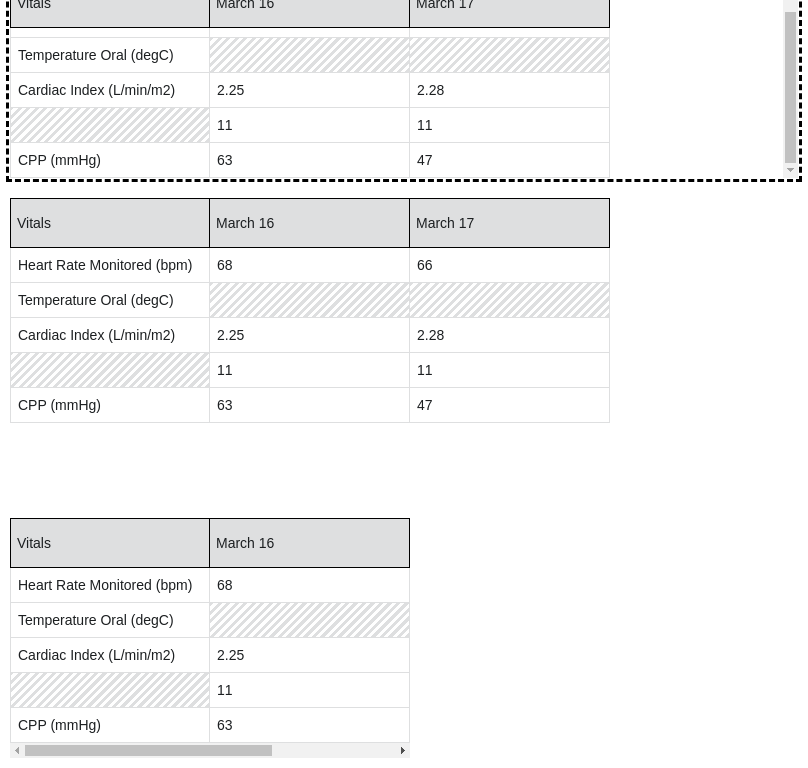 Vitals March 16 March 17
Temperature Oral (degC)
Cardiac Index (L/min/m2) 2.25 2.28
11 11
CPP (mmHg) 63 47
Vitals March 16 March 17
Heart Rate Monitored (bpm) 68 66
Temperature Oral (degC)
Cardiac Index (L/min/m2) 2.25 2.28
11 11
CPP (mmHg) 63 47
Vitals March 16
Heart Rate Monitored (bpm) 68
Temperature Oral (degC)
Cardiac Index (L/min/m2) 2.25
11
CPP (mmHg) 63